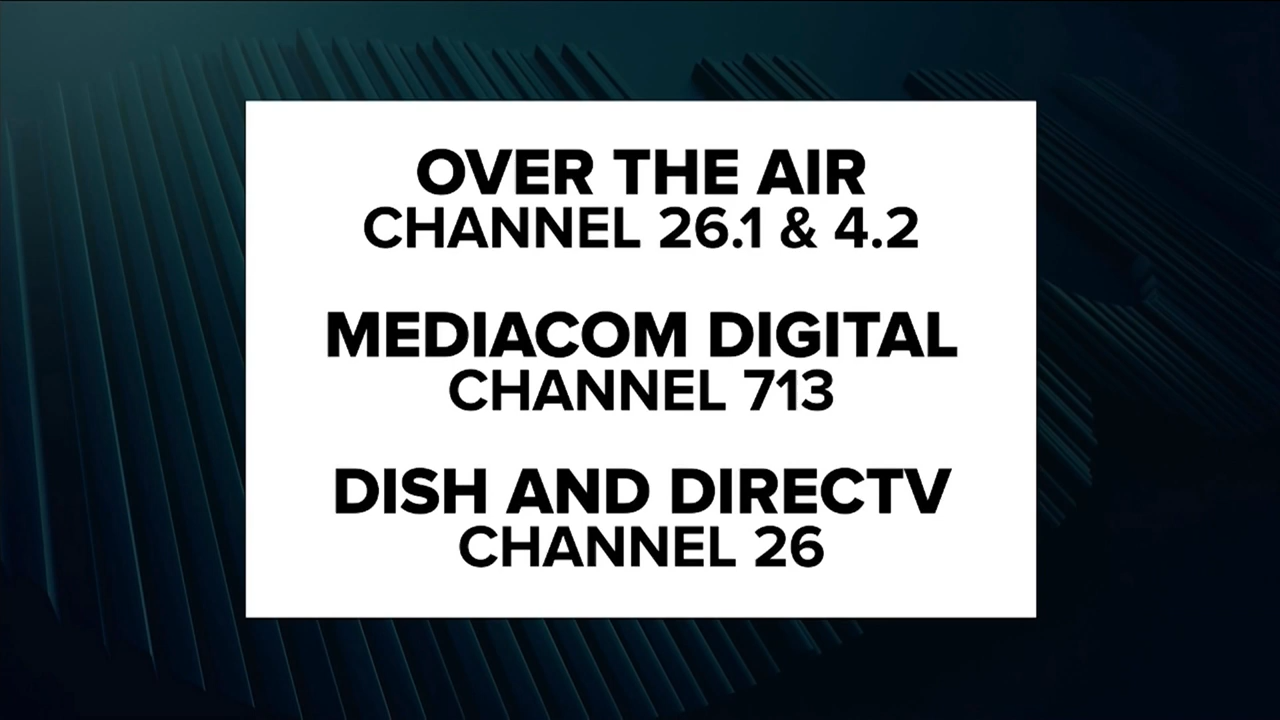 OVER THE AIR
CHANNEL 26.1 & 4.2
MEDIACOM DIGITAL
CHANNEL 713
DISH AND DIRECTV
CHANNEL 26